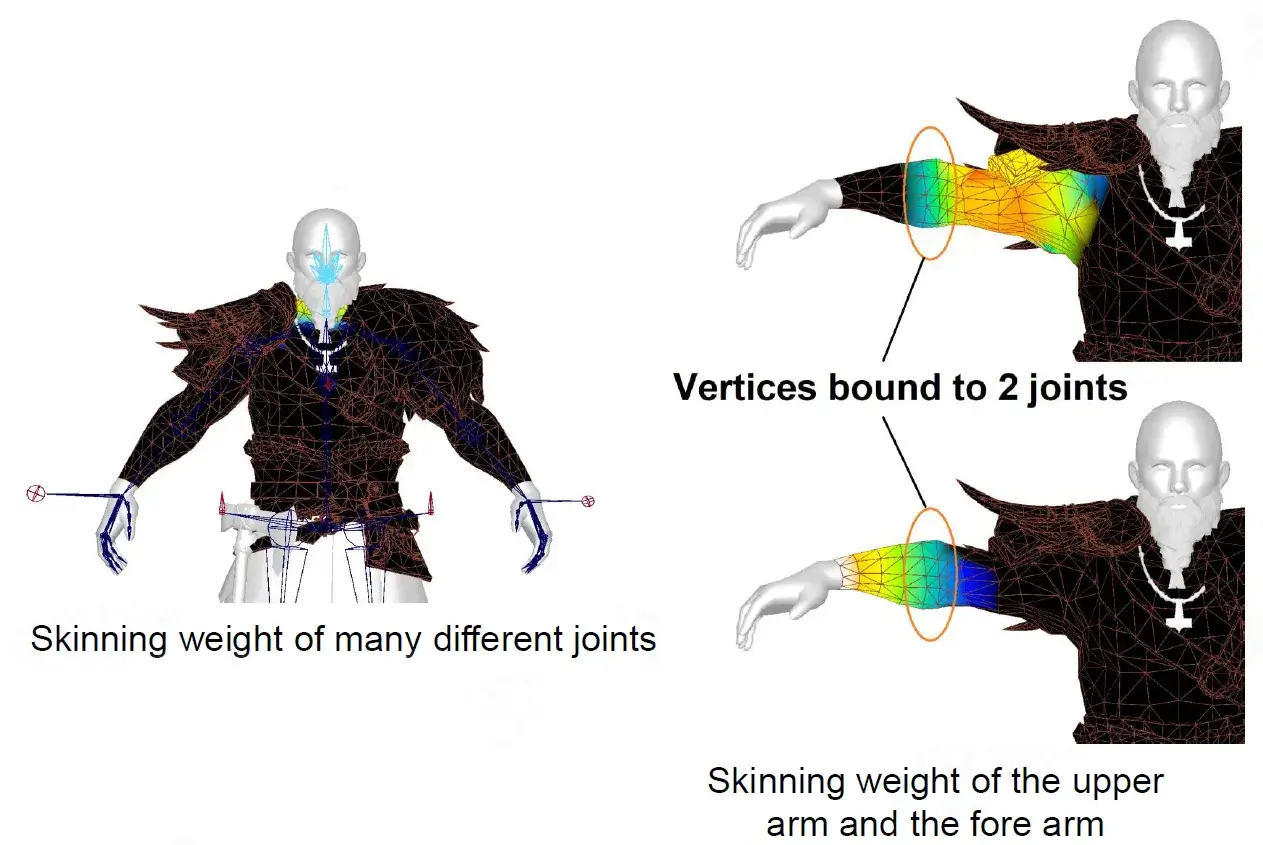 Vertices bound to 2 joints
Skinning weight of many different joints
Skinning weight of the upper
arm and the fore arm